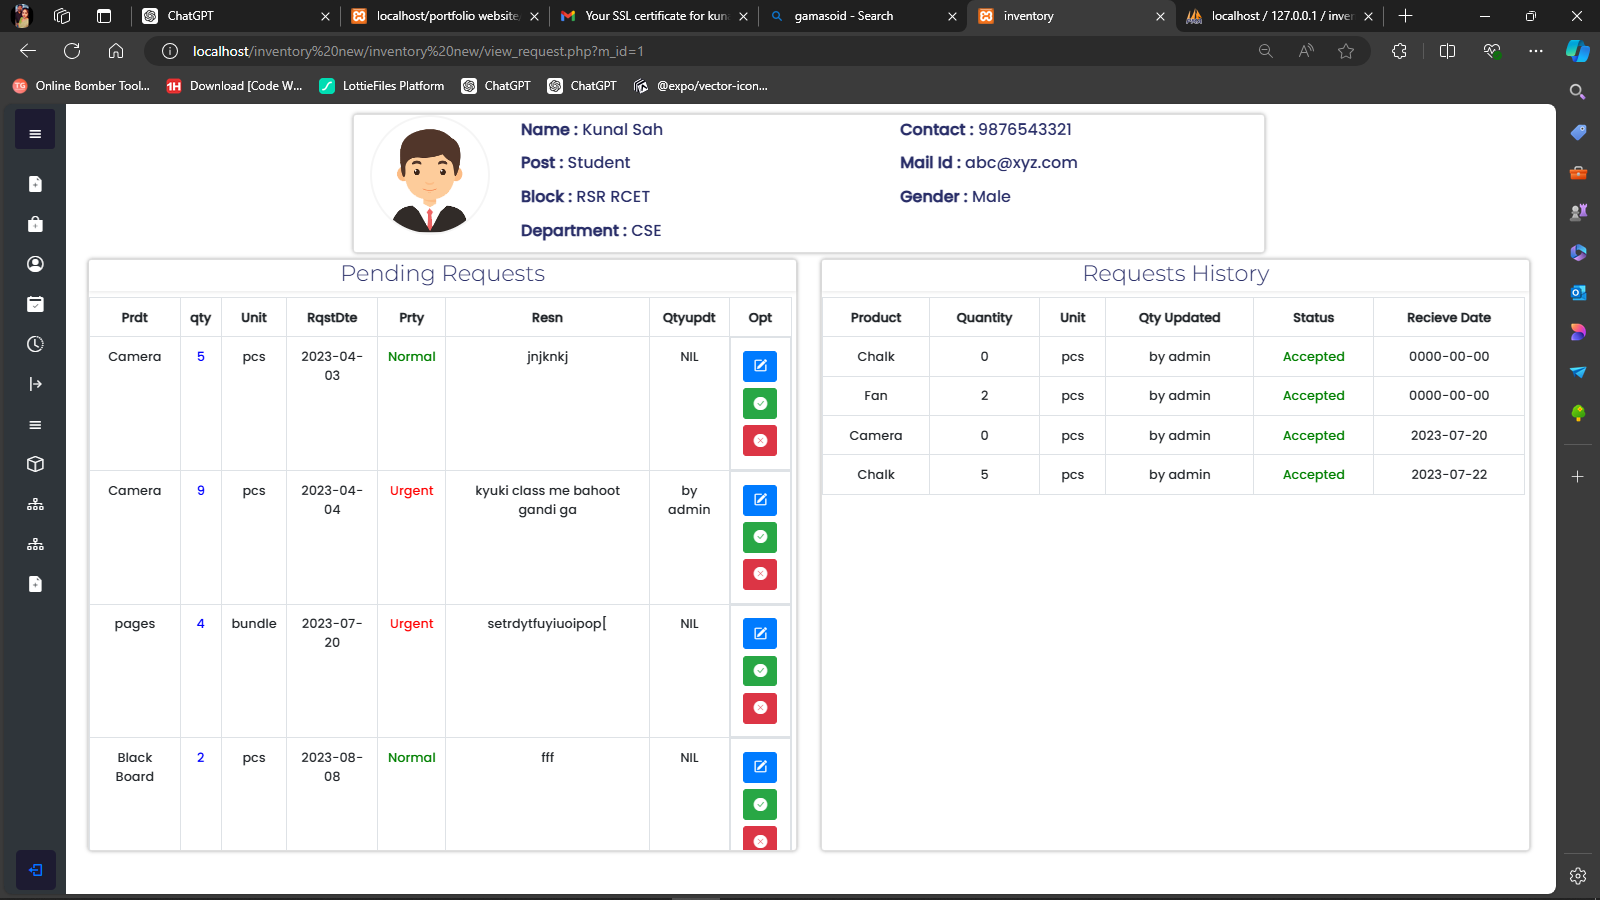 ChatGPT
localhost/portfolio website
Your SSL certificate for kuna
gamasoid - Search
inventory
localhost / 127.0.0.1 / inver
localhost/inventory%20new/inventory%20new/view_request.php?m_id=1
Online Bomber Tool...
Download [Code W...
LottieFiles Platform
ChatGPT
ChatGPT
@expo/vector-icon...
Name : Kunal Sah
Contact : 9876543321
Post : Student
Mail Id : abc@xyz.com
Block : RSR RCET
Gender : Male
Department : CSE
Pending Requests
Prdt qty Unit RqstDte Prty Resn Qtyupdt Opt
Camera 5 pcs 2023-04- Normal jnjknkj NIL
03
Camera 9 pcs 2023-04- Urgent kyuki class me bahoot by
04 gandi ga admin
pages 4 bundle 2023-07- Urgent setrdytfuyiuoipop[ NIL
20
Black 2 pcs 2023-08- Normal fff NIL
Board 08
Requests History
Product Quantity Unit Qty Updated Status Recieve Date
Chalk 0 pcs by admin Accepted 0000-00-00
Fan 2 pcs by admin Accepted 0000-00-00
Camera 0 pcs by admin Accepted 2023-07-20
Chalk 5 pcs by admin Accepted 2023-07-22